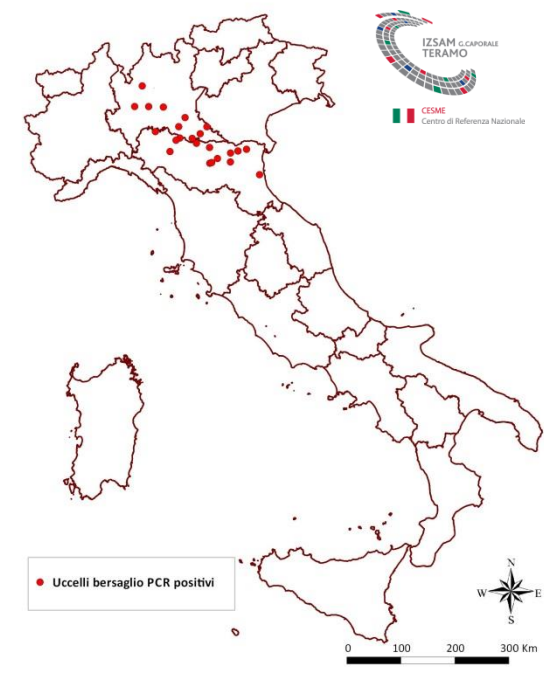 IZSAM G.CAPORALE
TERAMO
CESME
Centro di Referenza Nazionale
Uccelli bersaglio PCR positivi
N
W E
S
0 100 200 300 Km